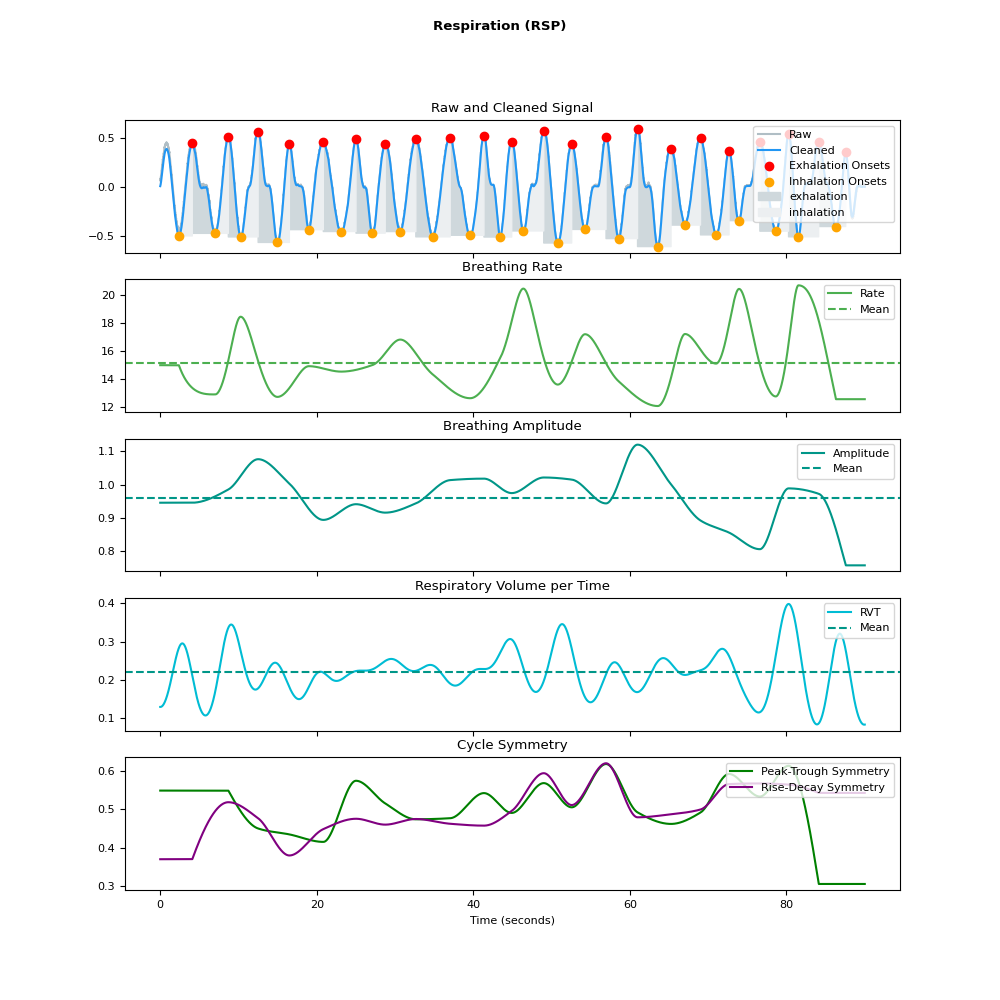 Respiration (RSP)
Raw and Cleaned Signal
0.5
0.0
−0.5
Raw
Cleaned
Exhalation Onsets
Inhalation Onsets
exhalation
inhalation
Breathing Rate
20
18
16
14
12
Rate
Mean
Breathing Amplitude
1.1
1.0
0.9
0.8
Amplitude
Mean
Respiratory Volume per Time
0.4
0.3
0.2
0.1
RVT
Mean
Cycle Symmetry
0.6
0.5
0.4
0.3
Peak-Trough Symmetry
Rise-Decay Symmetry
0 20 40 60 80
Time (seconds)